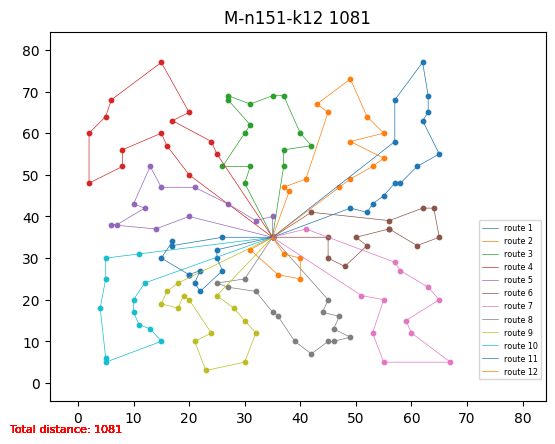 M-n151-k12 1081
80
70
60
50
40
30
20
10
0
0 10 20 30 40 50 60 70 80
route 1
route 2
route 3
route 4
route 5
route 6
route 7
route 8
route 9
route 10
route 11
route 12
Total distance: 1081